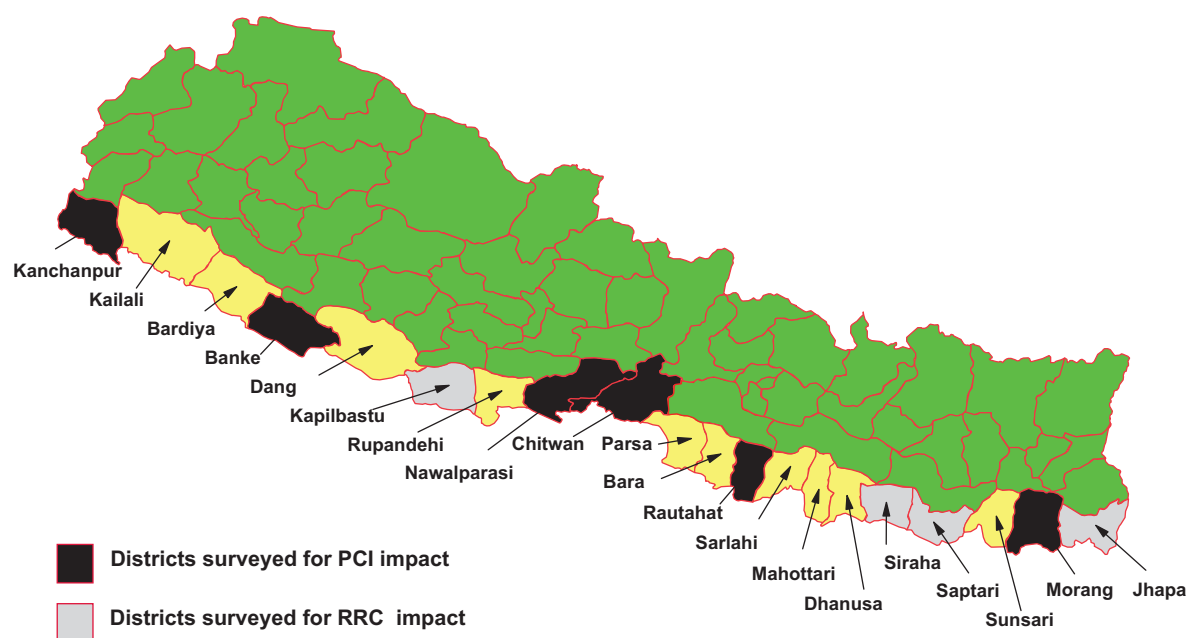 Kanchanpur
Kailali
Bardiya
Banke
Dang
Kapilbastu
Rupandehi
Nawalparasi
Chitwan
Parsa
Bara
Rautahat
Sarlahi
Mahottari
Dhanusa
Siraha
Saptari
Sunsari
Morang
Jhapa
Districts surveyed for PCI impact
Districts surveyed for RRC impact